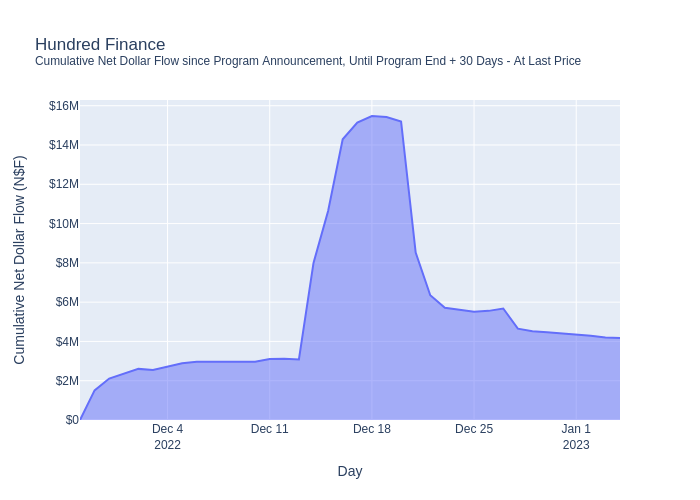 Hundred Finance
Cumulative Net Dollar Flow since Program Announcement, Until Program End + 30 Days - At Last Price
Cumulative Net Dollar Flow (N$F)
$16M
$14M
$12M
$10M
$8M
$6M
$4M
$2M
$0
Dec 4
2022
Dec 11
Dec 18
Dec 25
Jan 1
2023
Day